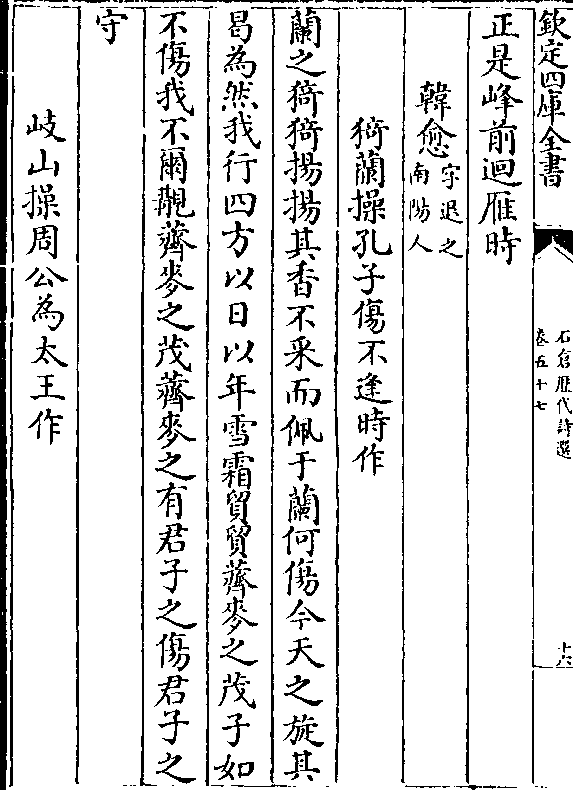 欽定四庫全書
石倉歷代詩選
卷五十七
十六
正是峰前迴雁時
韓愈字退之南陽人
猗蘭操孔子傷不逢時作
蘭之猗猗揚揚其香不采而佩于蘭何傷今天之旋其
曷為然我行四方以日以年雪霜貿貿薺麥之茂子如
不傷我不爾覯薺麥之茂薺麥之有君子之傷君子之
守
岐山操周公為太王作